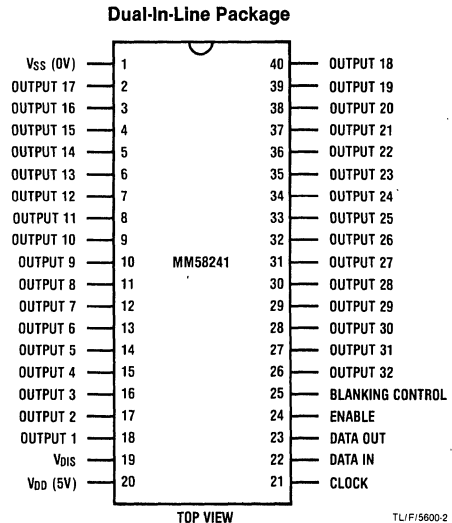 Dual-In-Line Package
VSS (0V) 1 40 OUTPUT 18
OUTPUT 17 2 39 OUTPUT 19
OUTPUT 16 3 38 OUTPUT 20
OUTPUT 15 4 37 OUTPUT 21
OUTPUT 14 5 36 OUTPUT 22
OUTPUT 13 6 35 OUTPUT 23
OUTPUT 12 7 34 OUTPUT 24
OUTPUT 11 8 33 OUTPUT 25
OUTPUT 10 9 32 OUTPUT 26
OUTPUT 9 10 MM58241 31 OUTPUT 27
OUTPUT 8 11 30 OUTPUT 28
OUTPUT 7 12 29 OUTPUT 29
OUTPUT 6 13 28 OUTPUT 30
OUTPUT 5 14 27 OUTPUT 31
OUTPUT 4 15 26 OUTPUT 32
OUTPUT 3 16 25 BLANKING CONTROL
OUTPUT 2 17 24 ENABLE
OUTPUT 1 18 23 DATA OUT
VDIS 19 22 DATA IN
VDD (5V) 20 21 CLOCK
TOP VIEW
TL/F/5600-2